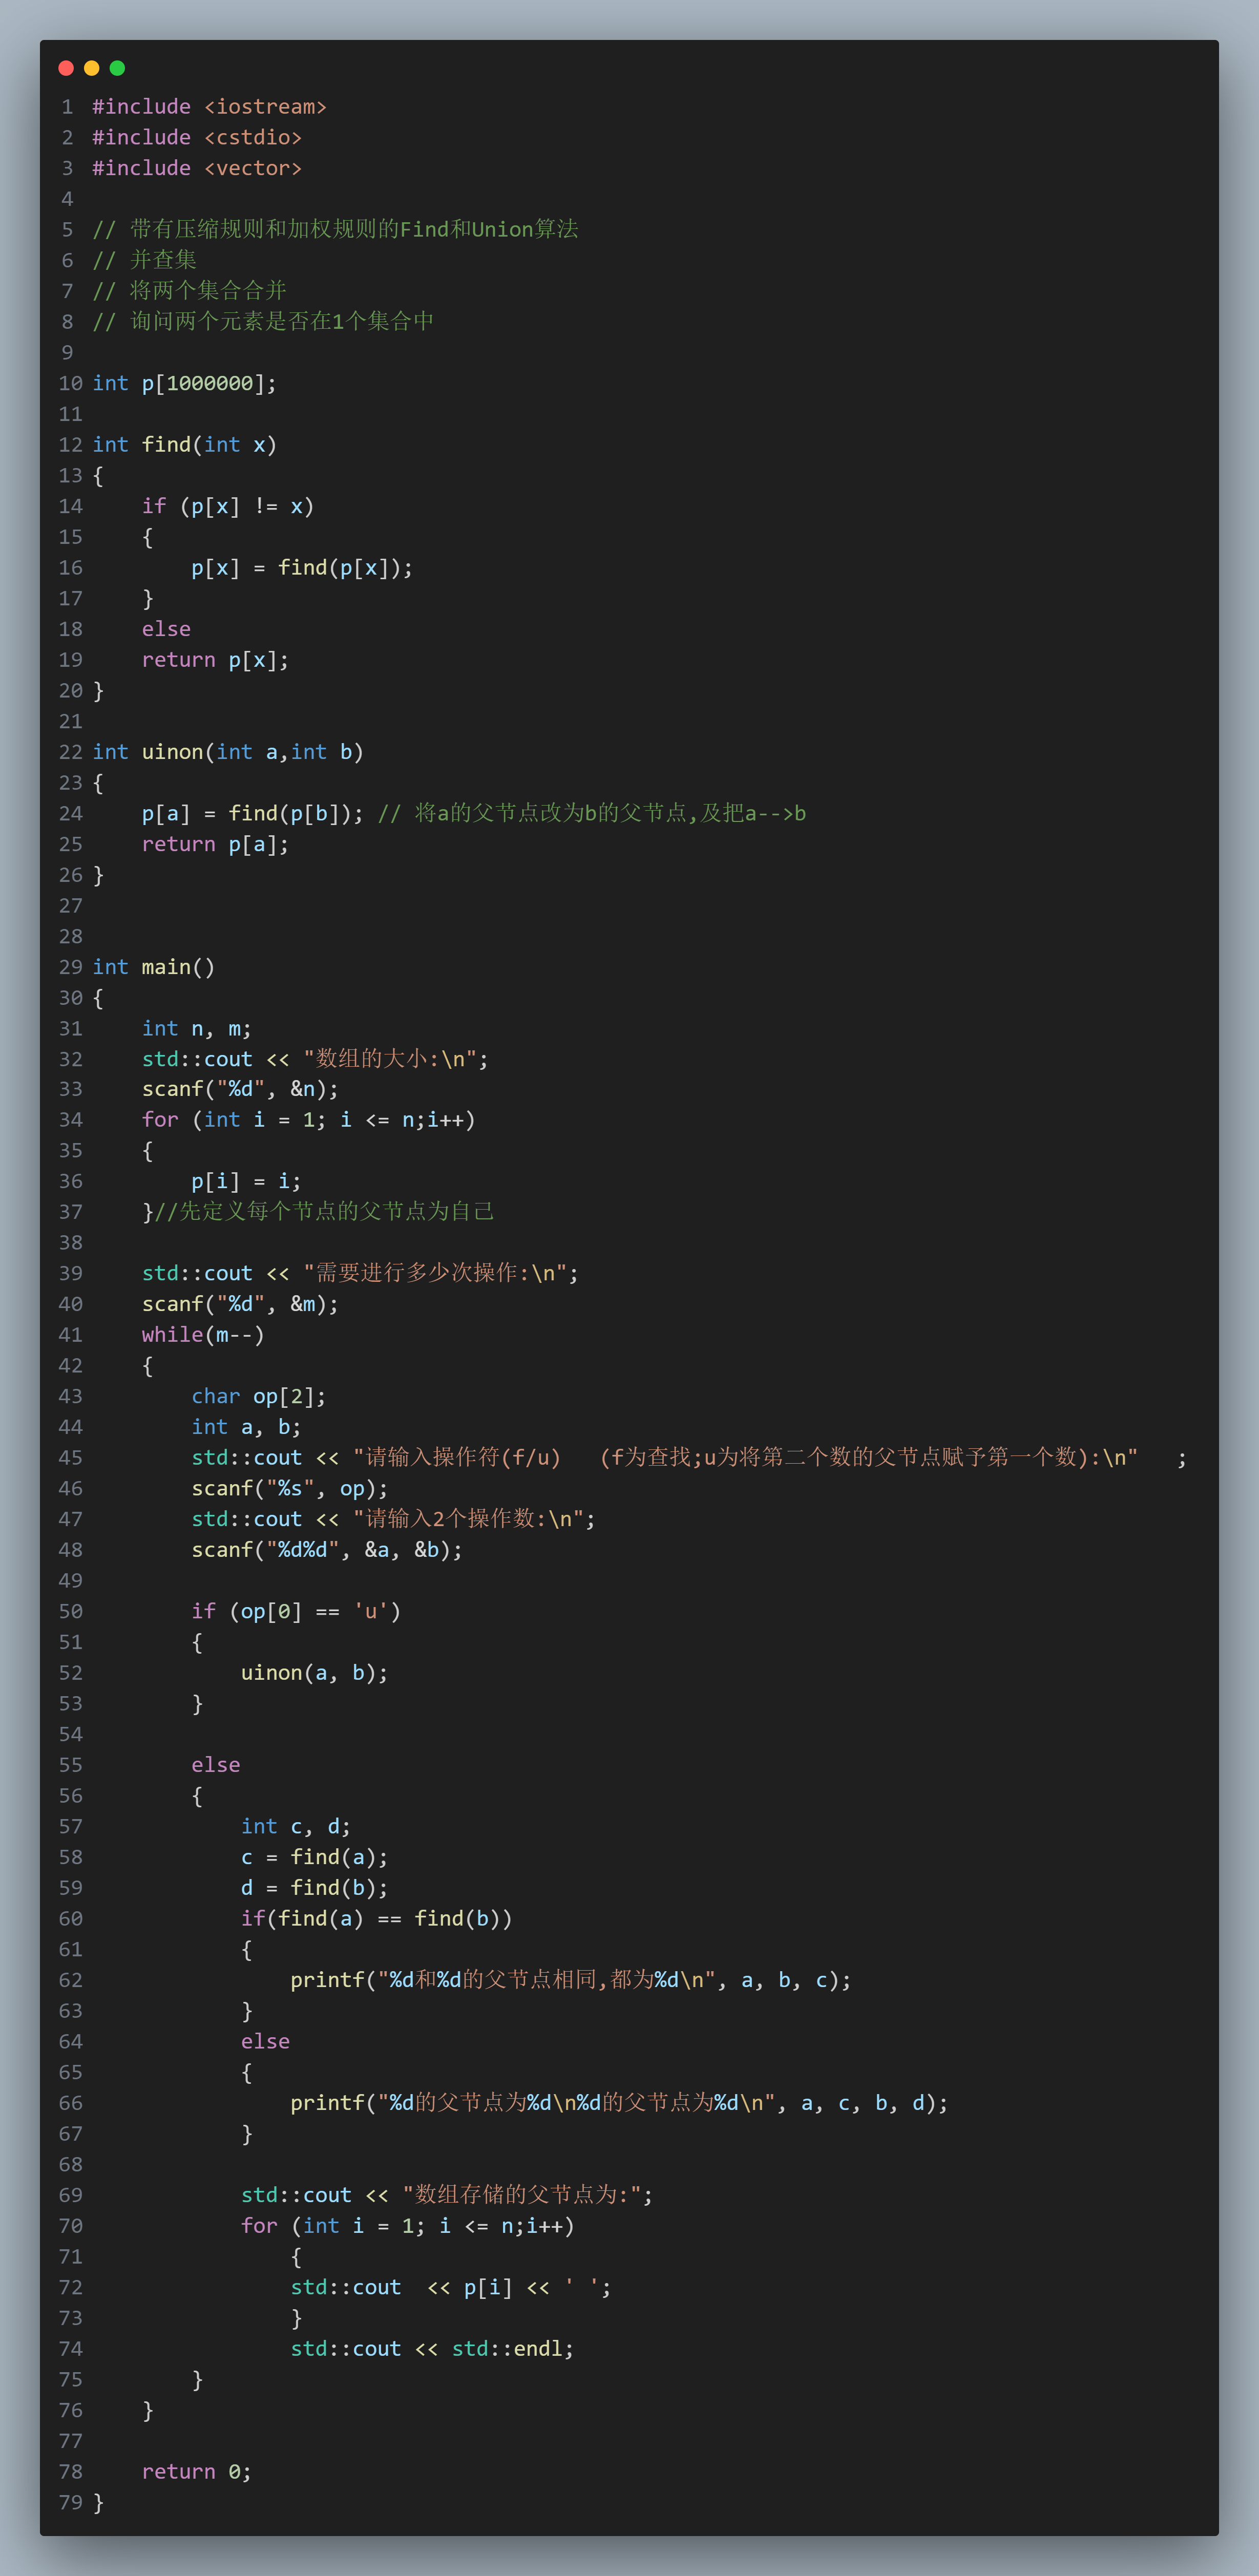 1 #include <iostream>
2 #include <cstdio>
3 #include <vector>
4
5 // 带有压缩规则和加权规则的Find和Union算法
6 // 并查集
7 // 将两个集合合并
8 // 询问两个元素是否在1个集合中
9
10 int p[1000000];
11
12 int find(int x)
13 {
14     if (p[x] != x)
15     {
16         p[x] = find(p[x]);
17     }
18     else
19     return p[x];
20 }
21
22 int uinon(int a,int b)
23 {
24     p[a] = find(p[b]); // 将a的父节点改为b的父节点,及把a-->b
25     return p[a];
26 }
27
28
29 int main()
30 {
31     int n, m;
32     std::cout << "数组的大小:\n";
33     scanf("%d", &n);
34     for (int i = 1; i <= n;i++)
35     {
36         p[i] = i;
37     }//先定义每个节点的父节点为自己
38
39     std::cout << "需要进行多少次操作:\n";
40     scanf("%d", &m);
41     while(m--)
42     {
43         char op[2];
44         int a, b;
45         std::cout << "请输入操作符(f/u)   (f为查找;u为将第二个数的父节点赋予第一个数):\n"   ;
46         scanf("%s", op);
47         std::cout << "请输入2个操作数:\n";
48         scanf("%d%d", &a, &b);
49
50         if (op[0] == 'u')
51         {
52             uinon(a, b);
53         }
54
55         else
56         {
57             int c, d;
58             c = find(a);
59             d = find(b);
60             if(find(a) == find(b))
61             {
62                 printf("%d和%d的父节点相同,都为%d\n", a, b, c);
63             }
64             else
65             {
66                 printf("%d的父节点为%d\n%d的父节点为%d\n", a, c, b, d);
67             }
68
69             std::cout << "数组存储的父节点为:";
70             for (int i = 1; i <= n;i++)
71                 {
72                 std::cout  << p[i] << ' ';
73                 }
74                 std::cout << std::endl;
75         }
76     }
77
78     return 0;
79 }